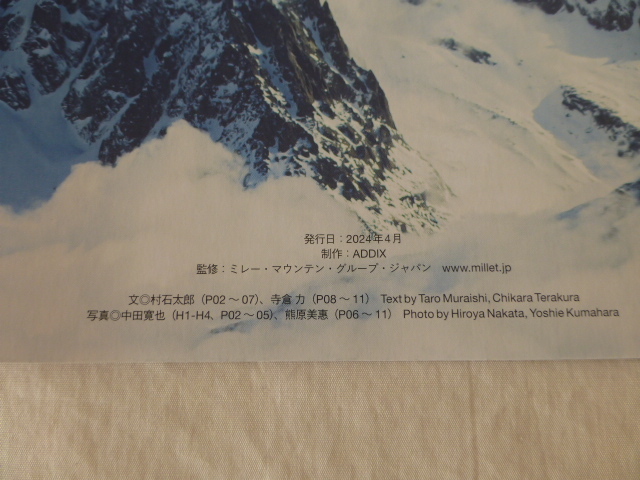 発行日：2024年4月
制作：ADDIX
監修：ミレー・マウンテン・グループ・ジャパン　www.millet.jp
文◎村石太郎（P02～07）、寺倉 力（P08～11）　Text by Taro Muraishi, Chikara Terakura
写真◎中田寛也（H1-H4、P02～05）、熊原美惠（P06～11）　Photo by Hiroya Nakata, Yoshie Kumahara